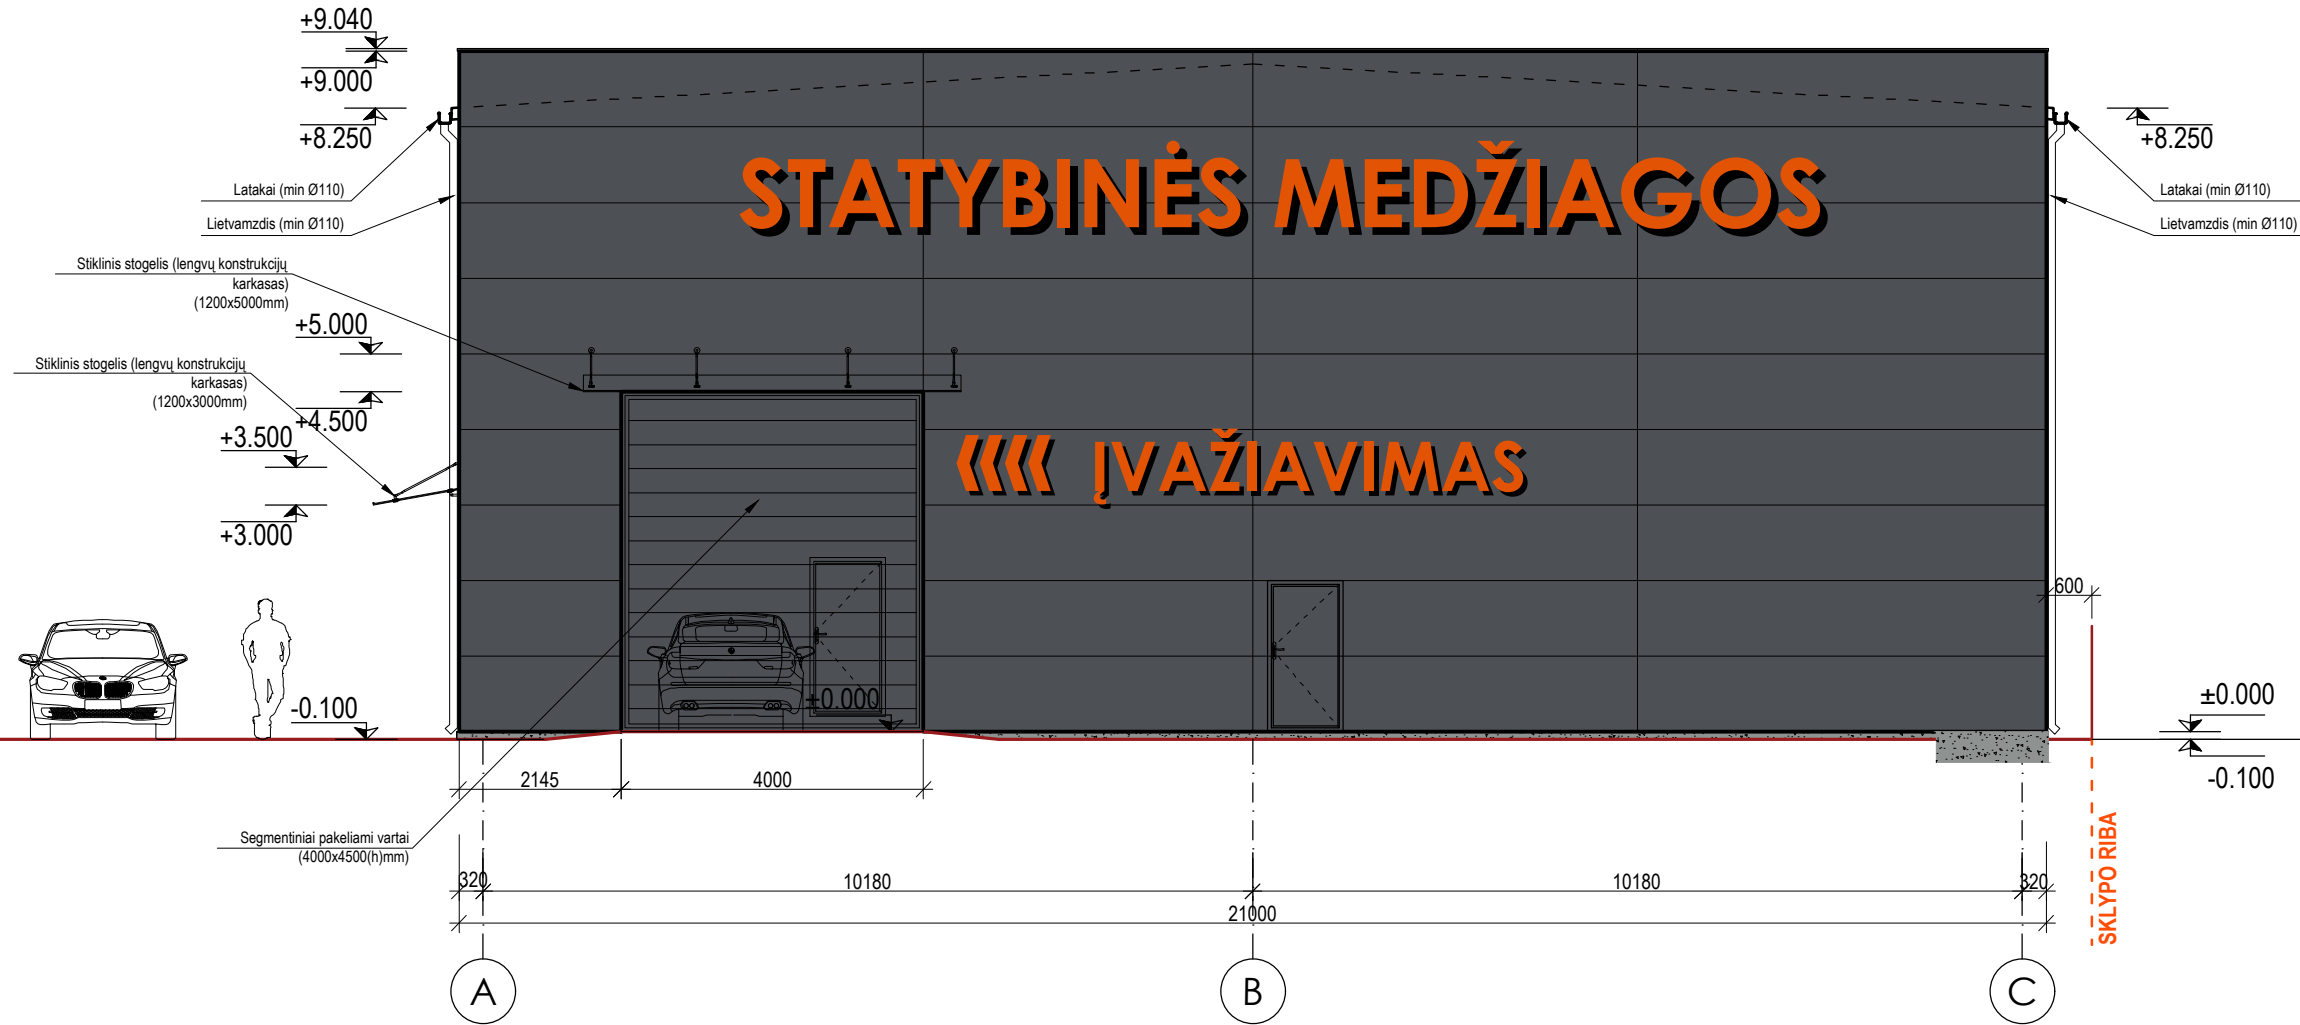 +9.040
+9.000
+8.250
+8.250
STATYBINĖS MEDŽIAGOS
Latakai (min Ø110)
Lietvamzdis (min Ø110)
Latakai (min Ø110)
Lietvamzdis (min Ø110)
Stiklinis stogelis (lengvų konstrukcijų
karkasas)
(1200x5000mm)
+5.000
Stiklinis stogelis (lengvų konstrukcijų
karkasas)
(1200x3000mm)
+4.500
+3.500
+3.000
ĮVAŽIAVIMAS
600
-0.100
±0.000
±0.000
-0.100
2145
4000
Segmentiniai pakeliami vartai
(4000x4500(h)mm)
SKLYPO RIBA
320
10180
10180
320
21000
A
B
C